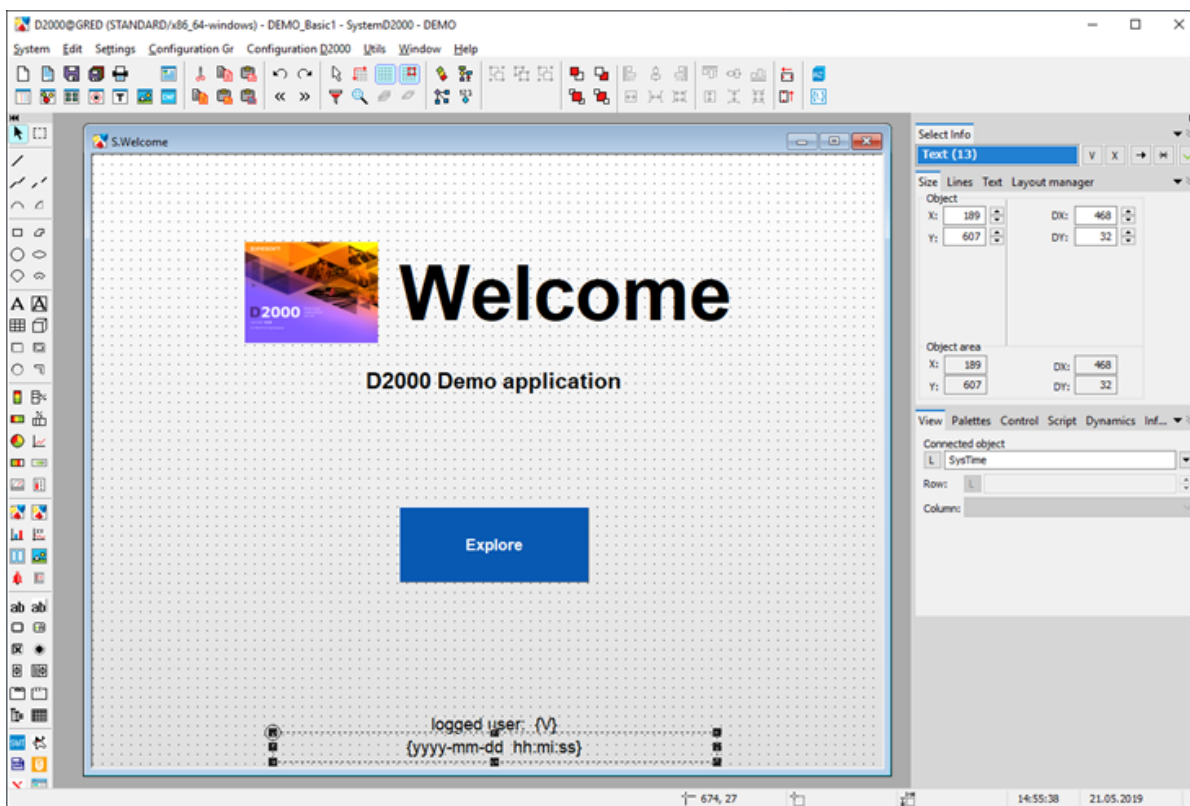 D2000@GRED (STANDARD/x86_64-windows) - DEMO_Basic1 - SystemD2000 - DEMO
System Edit Settings Configuration Gr Configuration D2000 Utils Window Help
S.Welcome
D2000
Welcome
D2000 Demo application
Explore
logged user: {V}
{yyyy-mm-dd hh:mi:ss}
Select Info
Text (13)
V X
Size Lines Text Layout manager
Object
X: 189 DX: 468
Y: 607 DY: 32
Object area
X: 189 DX: 468
Y: 607 DY: 32
View Palettes Control Script Dynamics Inf...
Connected object
L SysTime
Row: L
Column:
A A
ab ab
SMT
674, 27
14:55:38 21.05.2019